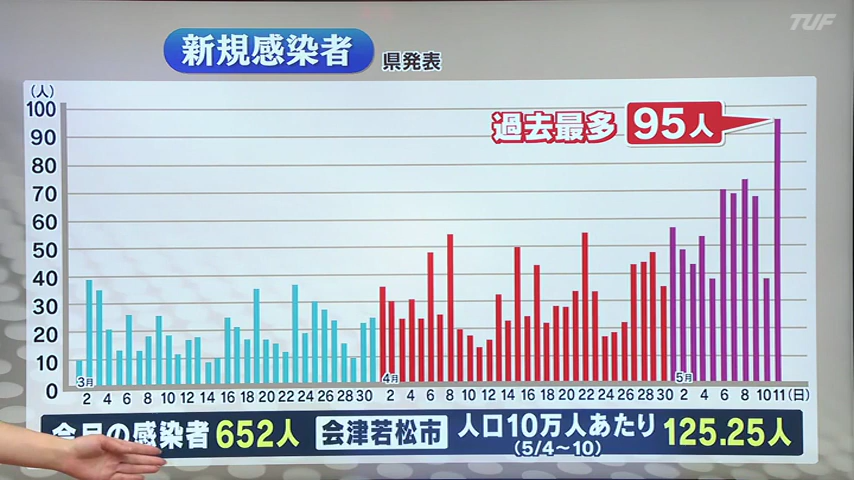 TUF
新規感染者 県発表
(人)
100
90
80
70
60
50
40
30
20
10
0
過去最多 95人
3月 4月 5月
2 4 6 8 10 12 14 16 18 20 22 24 26 28 30 2 4 6 8 10 12 14 16 18 20 22 24 26 28 30 2 4 6 8 10 11 (日)
今月の感染者 652人 会津若松市 人口10万人あたり 125.25人
(5/4~10)